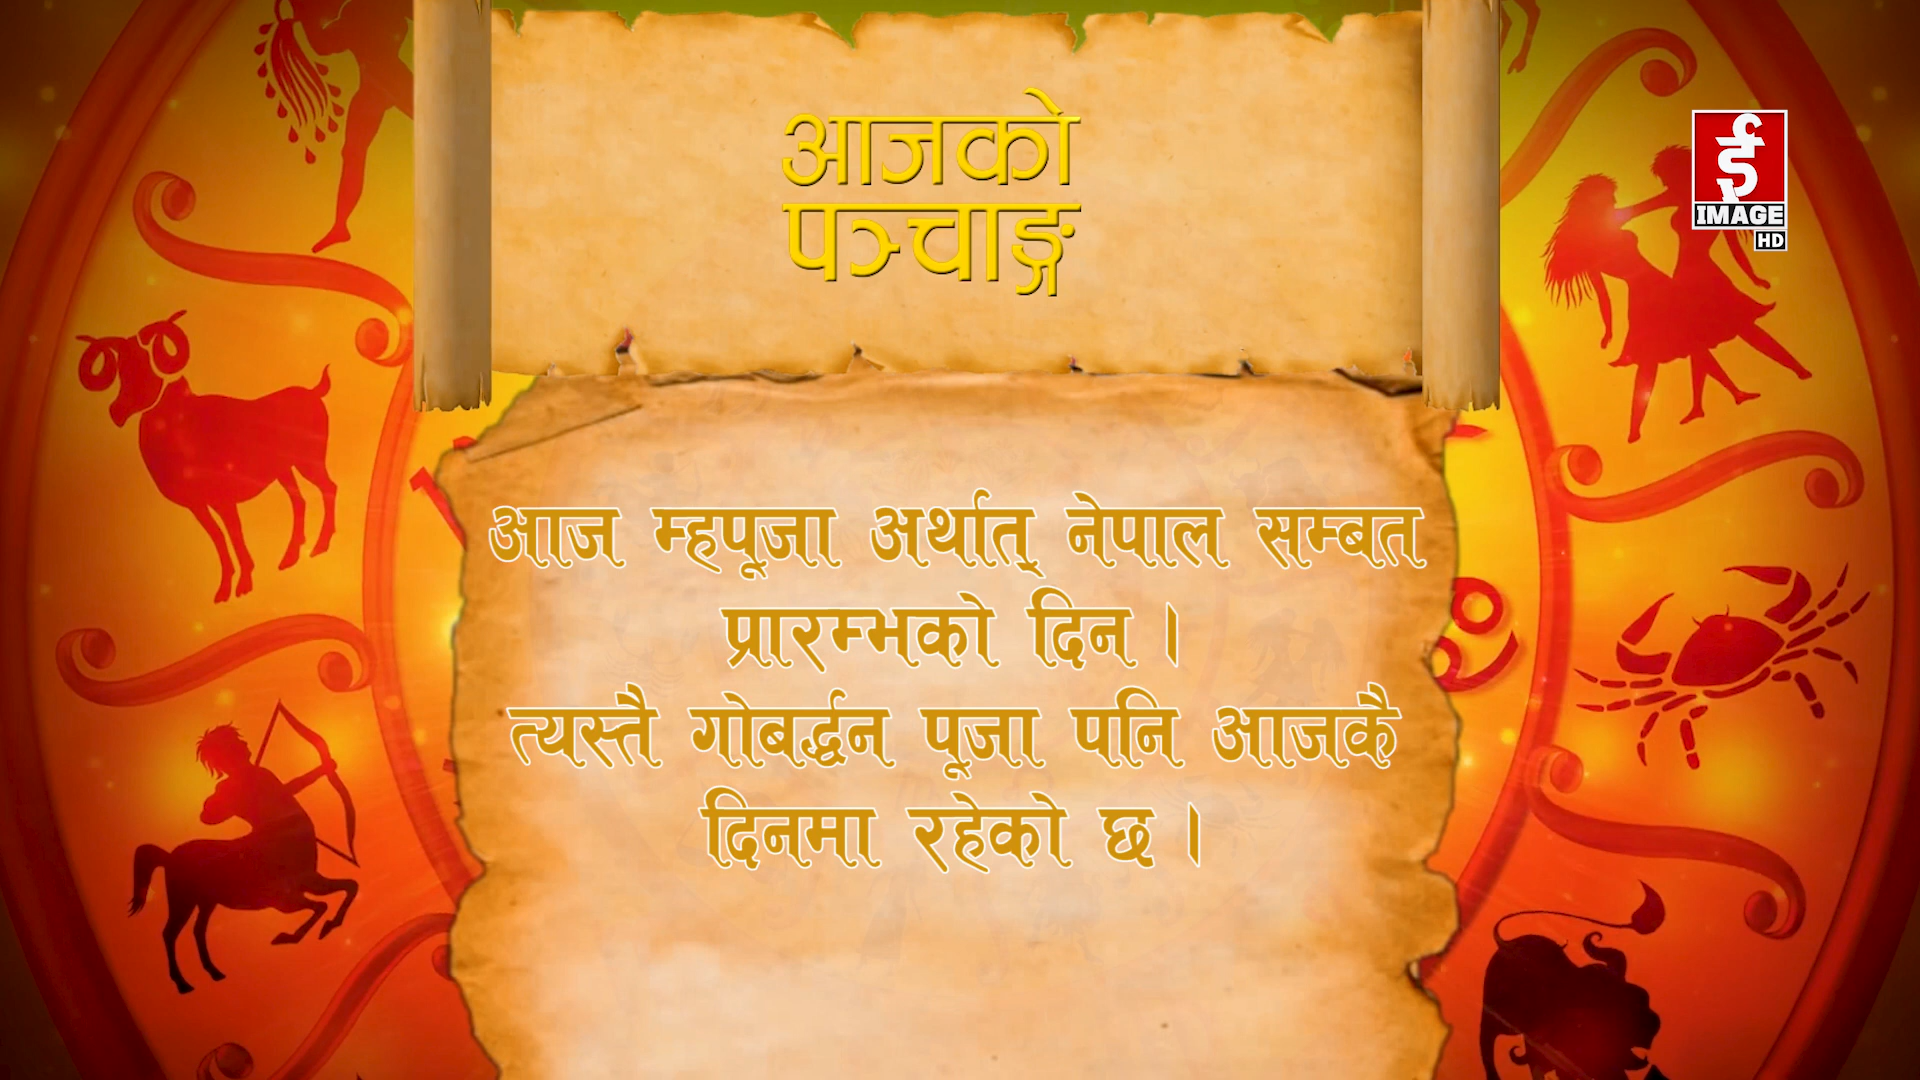 आजको
पञ्चाङ्ग
IMAGE
HD
आज म्हपूजा अर्थात् नेपाल सम्बत
प्रारम्भको दिन ।
त्यस्तै गोबर्द्धन पूजा पनि आजकै
दिनमा रहेको छ ।